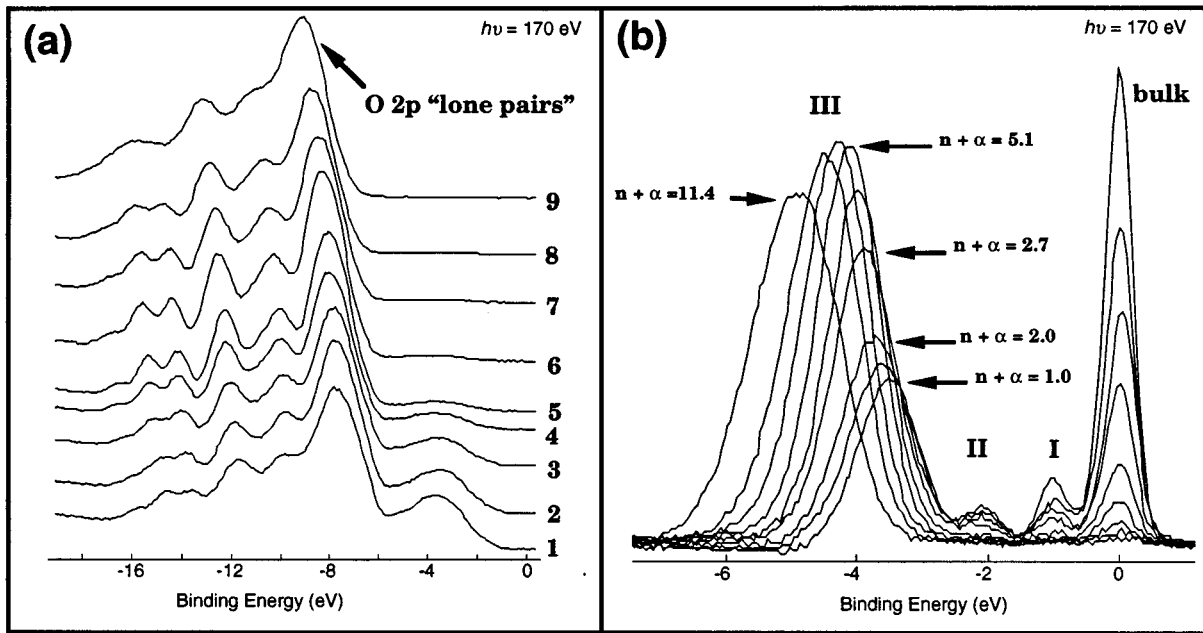 (a)
hυ = 170 eV
O 2p "lone pairs"
9
8
7
6
5
4
3
2
1
-16
-12
-8
-4
0
Binding Energy (eV)
(b)
hυ = 170 eV
bulk
III
n + α = 5.1
n + α = 11.4
n + α = 2.7
n + α = 2.0
n + α = 1.0
II
I
-6
-4
-2
0
Binding Energy (eV)